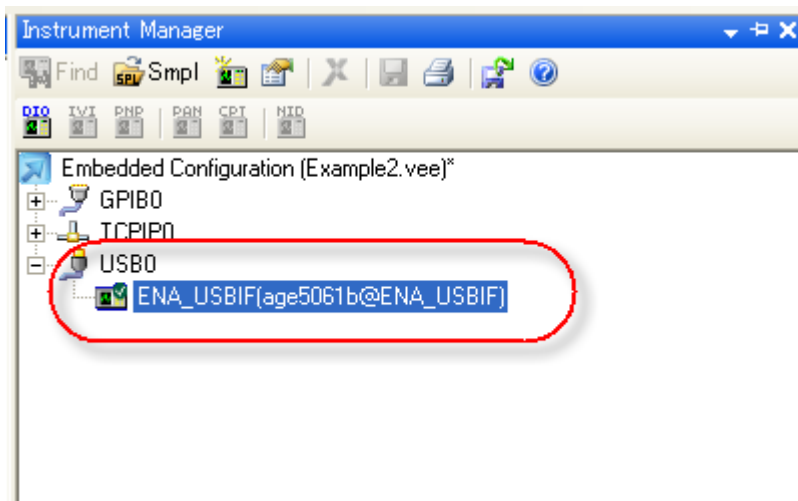 Instrument Manager
Find SPL Smpl
DIO IVI PNP PAN CPT NID
Embedded Configuration (Example2.vee)*
GPIB0
TCPIP0
USB0
ENA_USBIF(age5061b@ENA_USBIF)